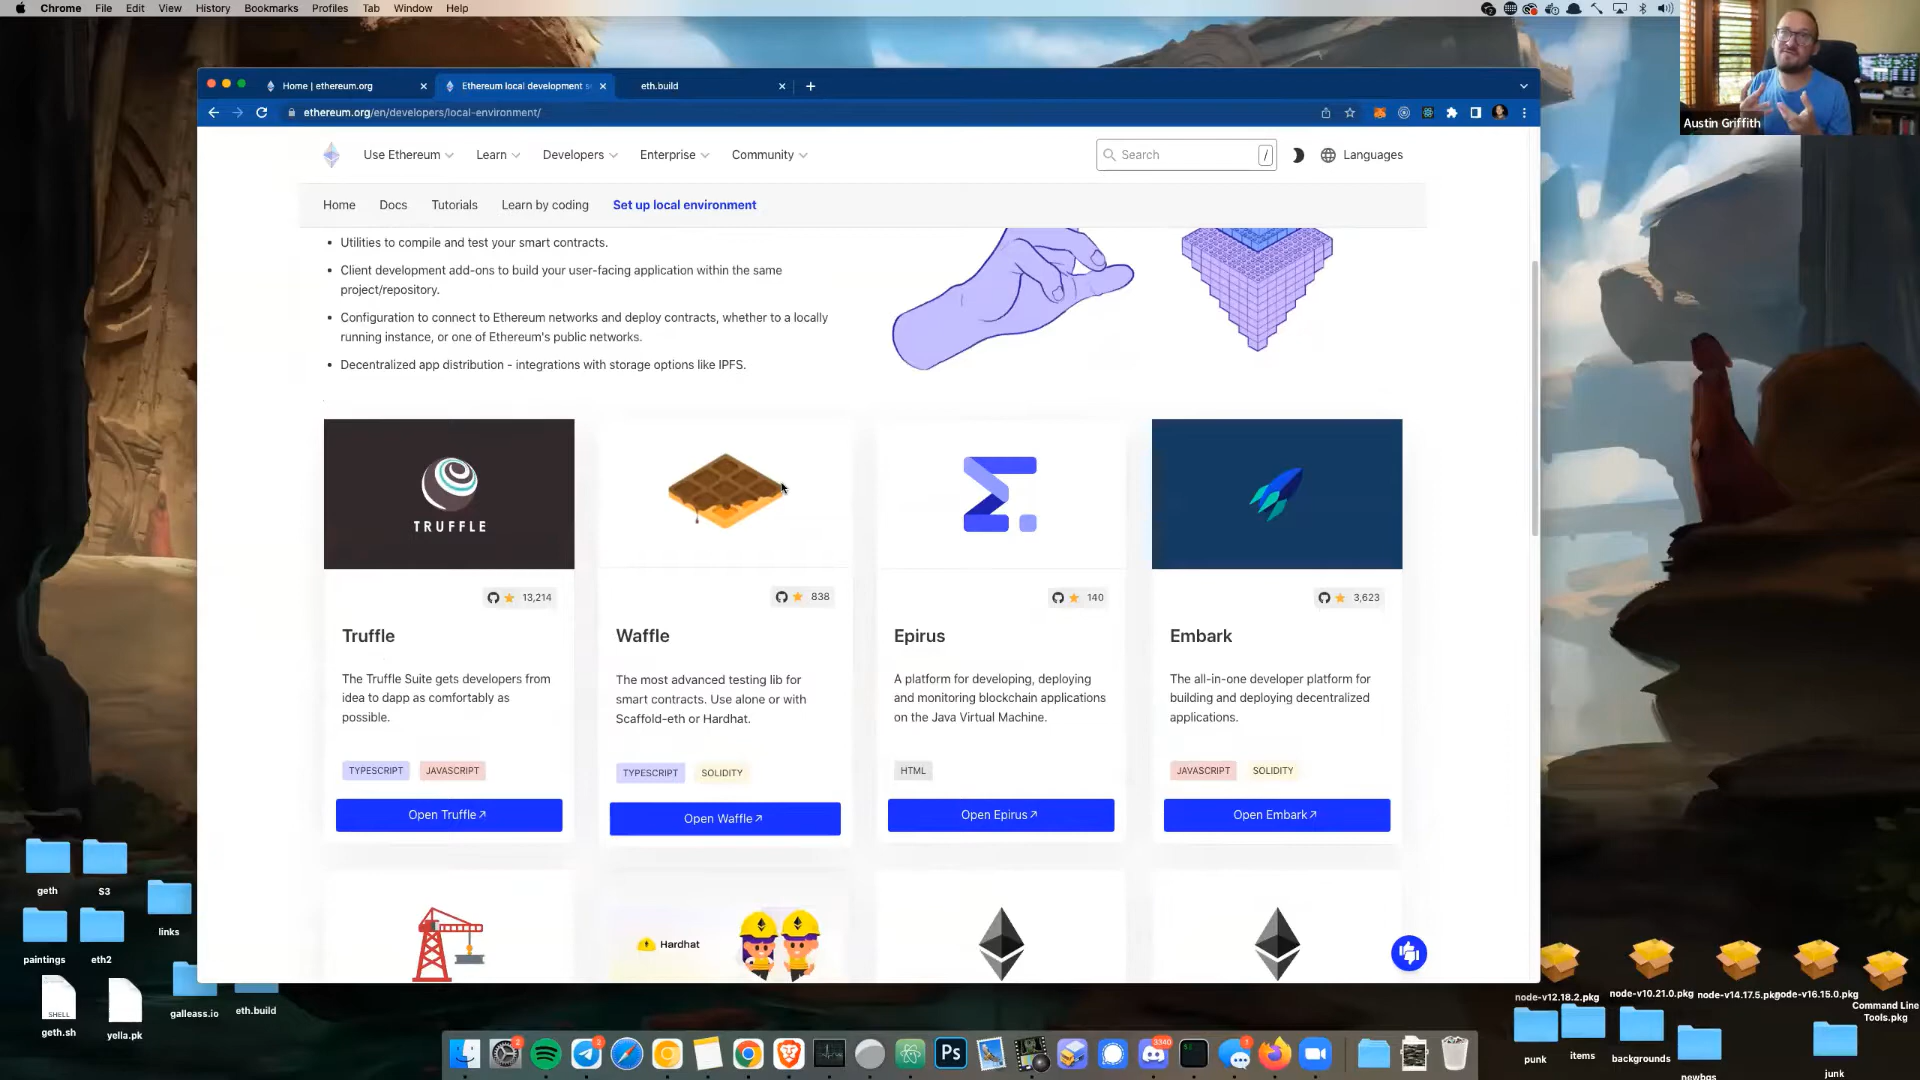 Chrome File Edit View History Bookmarks Profiles Tab Window Help
Austin Griffith
Home | ethereum.org
Ethereum local development s
eth.build
ethereum.org/en/developers/local-environment/
Use Ethereum
Learn
Developers
Enterprise
Community
Search
/
Languages
Home
Docs
Tutorials
Learn by coding
Set up local environment
Utilities to compile and test your smart contracts.
Client development add-ons to build your user-facing application within the same
project/repository.
Configuration to connect to Ethereum networks and deploy contracts, whether to a locally
running instance, or one of Ethereum's public networks.
Decentralized app distribution - integrations with storage options like IPFS.
TRUFFLE
13,214
Truffle
The Truffle Suite gets developers from
idea to dapp as comfortably as
possible.
TYPESCRIPT
JAVASCRIPT
Open Truffle
838
Waffle
The most advanced testing lib for
smart contracts. Use alone or with
Scaffold-eth or Hardhat.
TYPESCRIPT
SOLIDITY
Open Waffle
140
Epirus
A platform for developing, deploying
and monitoring blockchain applications
on the Java Virtual Machine.
HTML
Open Epirus
3,623
Embark
The all-in-one developer platform for
building and deploying decentralized
applications.
JAVASCRIPT
SOLIDITY
Open Embark
Hardhat
geth
S3
links
paintings
eth2
SHELL
geth.sh
yella.pk
galleass.io
eth.build
node-v12.18.2.pkg
node-v10.21.0.pkg
node-v14.17.5.pkg
node-v16.15.0.pkg
Command Line
Tools.pkg
punk
items
backgrounds
newbgs
junk
Ps
3340